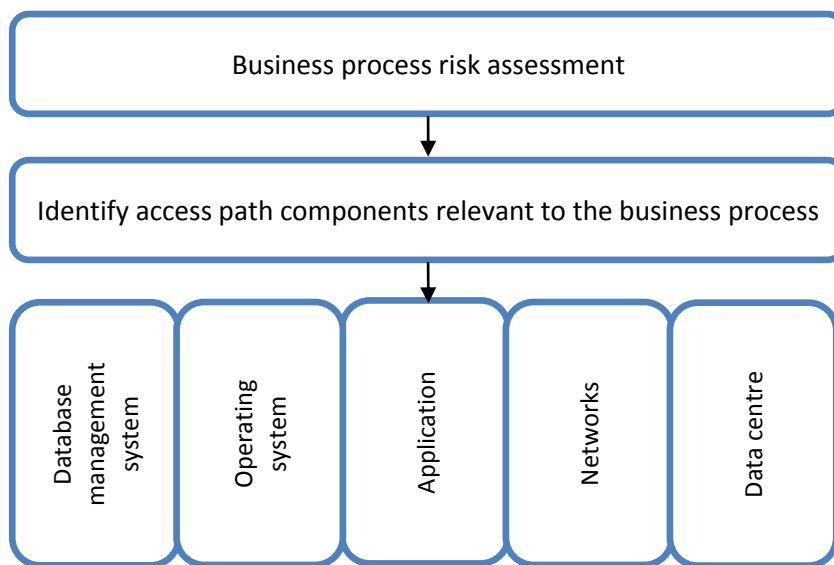 Business process risk assessment
Identify access path components relevant to the business process
Database
management
system
Operating
system
Application
Networks
Data centre